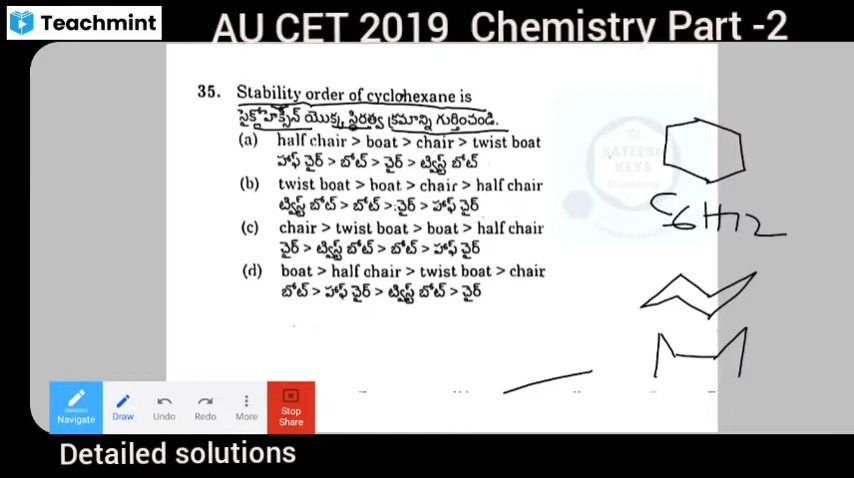 Teachmint
AU CET 2019 Chemistry Part -2
35. Stability order of cyclohexane is
సైక్లోహెక్సేన్ యొక్క స్థిరత్వ క్రమాన్ని గుర్తించండి.
(a) half chair > boat > chair > twist boat
హాఫ్ చైర్ > బోట్ > చైర్ > ట్విస్ట్ బోట్
(b) twist boat > boat > chair > half chair
ట్విస్ట్ బోట్ > బోట్ > చైర్ > హాఫ్ చైర్
(c) chair > twist boat > boat > half chair
చైర్ > ట్విస్ట్ బోట్ > బోట్ > హాఫ్ చైర్
(d) boat > half chair > twist boat > chair
బోట్ > హాఫ్ చైర్ > ట్విస్ట్ బోట్ > చైర్
SATEESH
KEYS
C6H12
Navigate Draw Undo Redo More Stop
Share
Detailed solutions